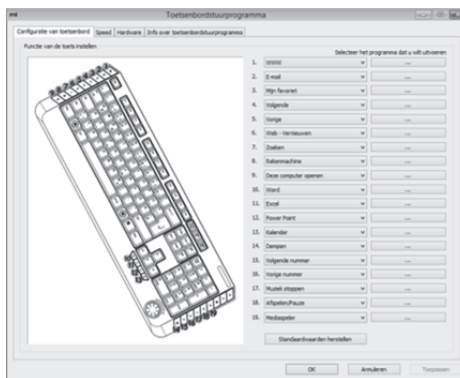 Toetsenbordstuurprogramma
Configuratie van toetsenbord Speed Hardware Info over toetsenbordstuurprogramma
Functie van de toets instellen
Selecteer het programma dat u wilt uitvoeren
1. WWW ...
2. E-mail ...
3. Mijn favoriet ...
4. Volgende ...
5. Vorige ...
6. Web - Vernieuwen ...
7. Zoeken ...
8. Rekenmachine ...
9. Deze computer openen ...
10. Word ...
11. Excel ...
12. Power Point ...
13. Kalender ...
14. Dempen ...
15. Volgende nummer ...
16. Vorige nummer ...
17. Muziek stoppen ...
18. Afspelen/Pauze ...
19. Mediaspeler ...
Standaardwaarden herstellen
OK Annuleren Toepassen